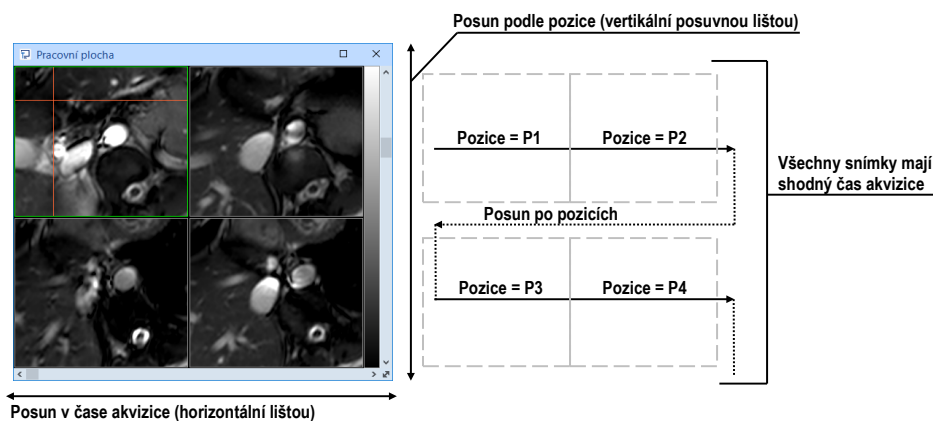 Posun podle pozice (vertikální posuvnou lištou)
Pracovní plocha
Pozice = P1
Pozice = P2
Všechny snímky mají
shodný čas akvizice
Posun po pozicích
Pozice = P3
Pozice = P4
Posun v čase akvizice (horizontální lištou)